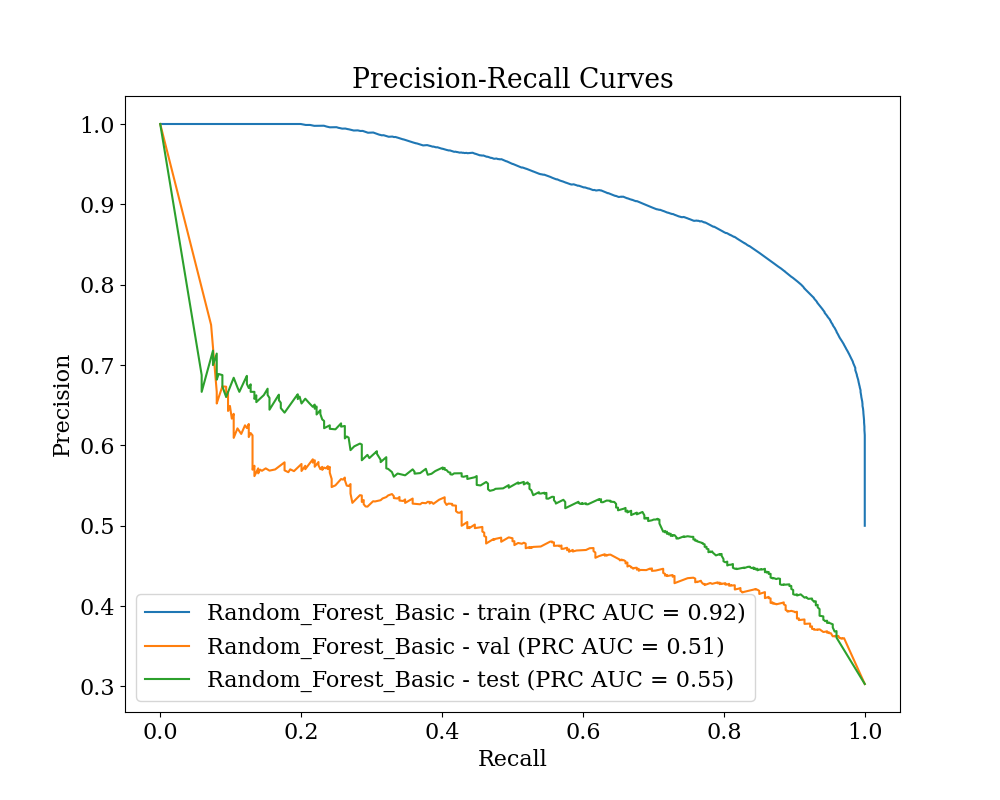 Precision-Recall Curves
1.0
0.9
0.8
0.7
0.6
0.5
0.4
0.3
Precision
Random_Forest_Basic - train (PRC AUC = 0.92)
Random_Forest_Basic - val (PRC AUC = 0.51)
Random_Forest_Basic - test (PRC AUC = 0.55)
0.0 0.2 0.4 0.6 0.8 1.0
Recall